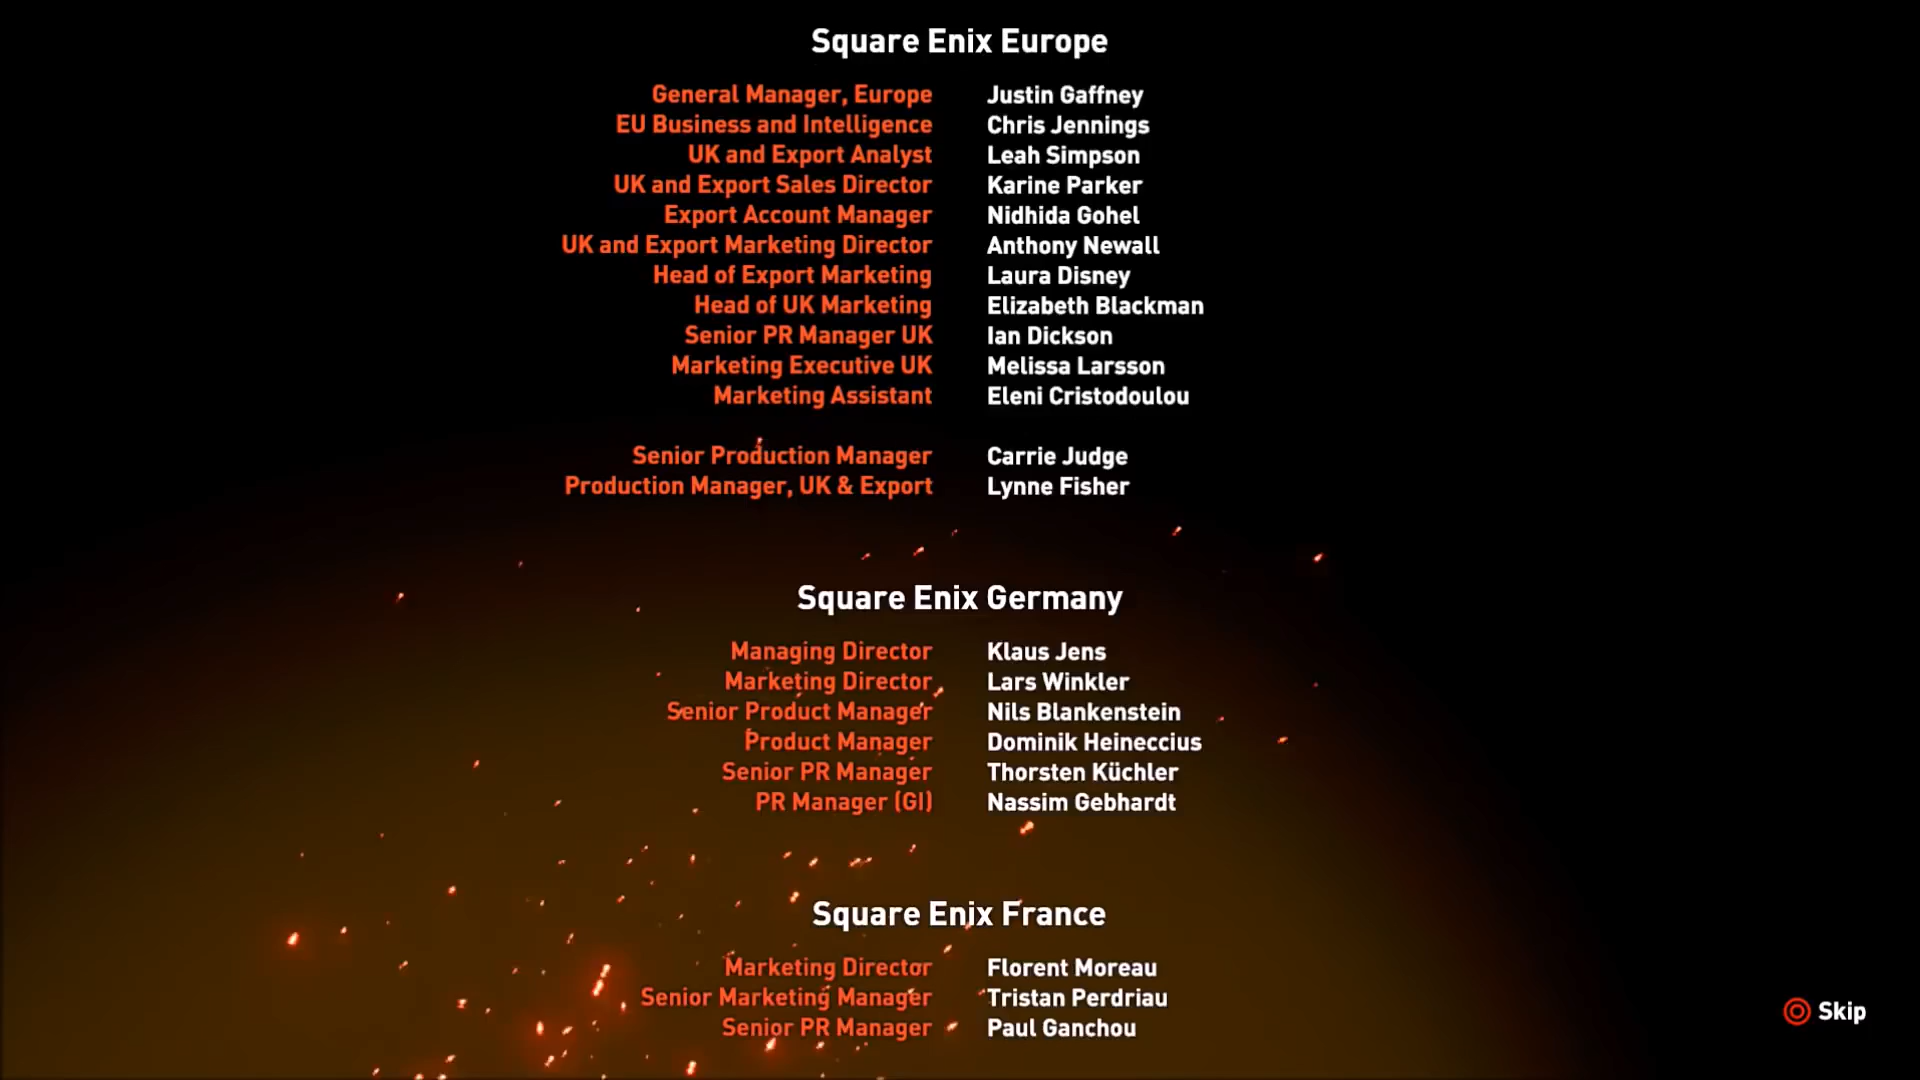 Square Enix Europe
General Manager, Europe Justin Gaffney
EU Business and Intelligence Chris Jennings
UK and Export Analyst Leah Simpson
UK and Export Sales Director Karine Parker
Export Account Manager Nidhida Gohel
UK and Export Marketing Director Anthony Newall
Head of Export Marketing Laura Disney
Head of UK Marketing Elizabeth Blackman
Senior PR Manager UK Ian Dickson
Marketing Executive UK Melissa Larsson
Marketing Assistant Eleni Cristodoulou
Senior Production Manager Carrie Judge
Production Manager, UK & Export Lynne Fisher
Square Enix Germany
Managing Director Klaus Jens
Marketing Director Lars Winkler
Senior Product Manager Nils Blankenstein
Product Manager Dominik Heineccius
Senior PR Manager Thorsten Küchler
PR Manager (GI) Nassim Gebhardt
Square Enix France
Marketing Director Florent Moreau
Senior Marketing Manager Tristan Perdriau
Senior PR Manager Paul Ganchou
Skip